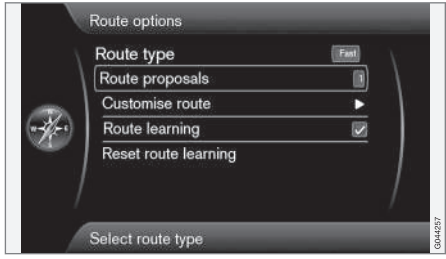 Route options
Route type Fast
Route proposals 1
Customise route
Route learning
Reset route learning
N
W E
S
Select route type
G044257